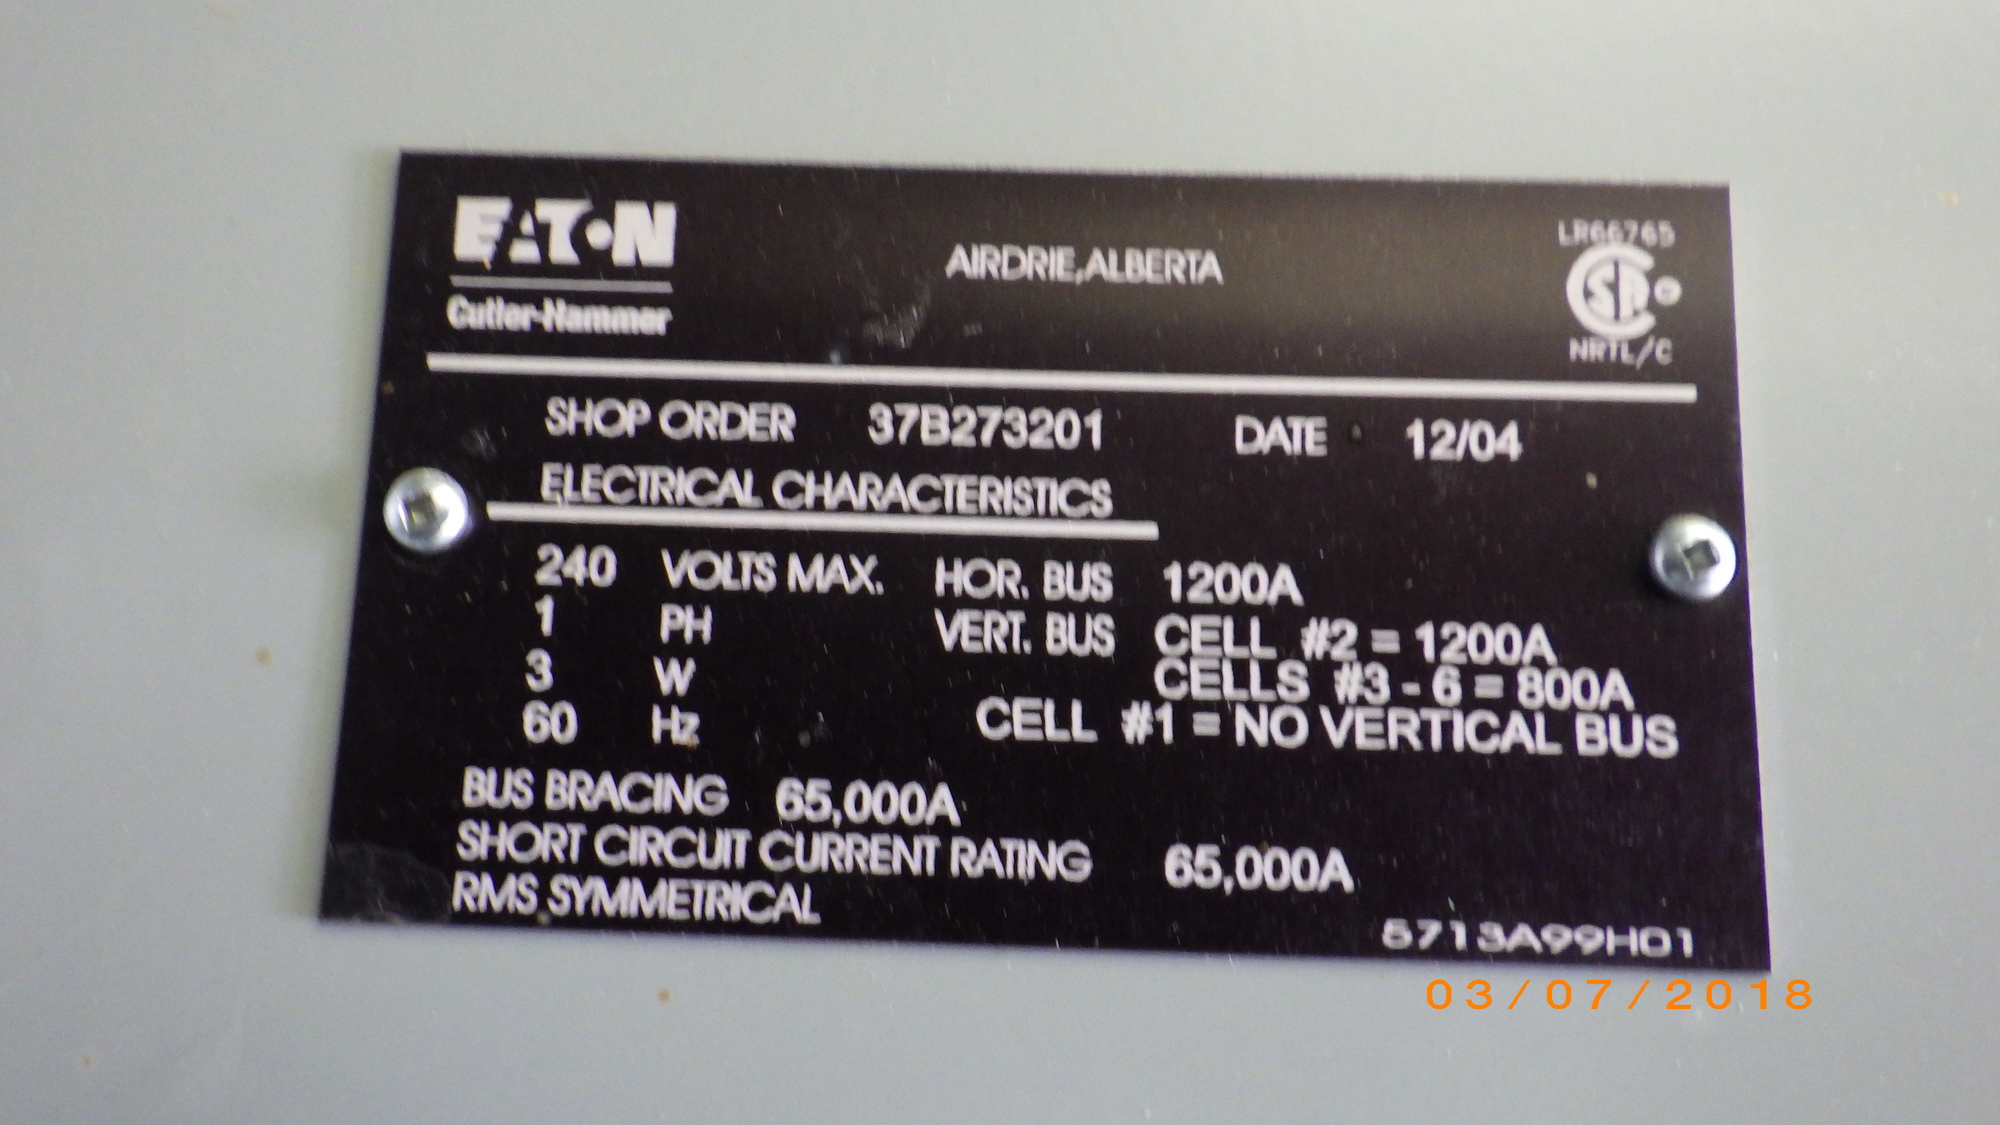 EATON
Cutler-Hammer
AIRDRIE, ALBERTA
LR66765
CSA
NRTL/C
SHOP ORDER 37B273201 DATE 12/04
ELECTRICAL CHARACTERISTICS
240 VOLTS MAX. HOR. BUS 1200A
1 PH VERT. BUS CELL #2 = 1200A
3 W CELLS #3 - 6 = 800A
60 Hz CELL #1 = NO VERTICAL BUS
BUS BRACING 65,000A
SHORT CIRCUIT CURRENT RATING 65,000A
RMS SYMMETRICAL
5713A99H01
03/07/2018